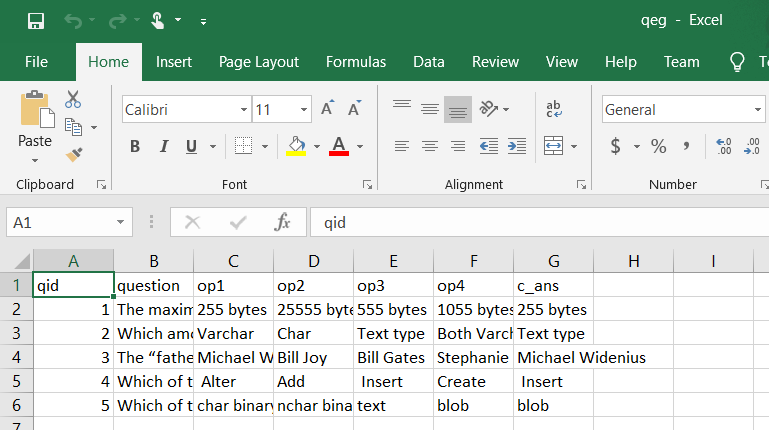 qeg - Excel
File Home Insert Page Layout Formulas Data Review View Help Team
Paste
Calibri 11 A A ab General
B I U A $ % , .00
Clipboard Font Alignment Number
A1 fx qid
A B C D E F G H I
1 qid question op1 op2 op3 op4 c_ans
2 1 The maxim 255 bytes 25555 byte 555 bytes 1055 bytes 255 bytes
3 2 Which amo Varchar Char Text type Both Varch Text type
4 3 The “fathe Michael W Bill Joy Bill Gates Stephanie Michael Widenius
5 4 Which of t Alter Add Insert Create Insert
6 5 Which of t char binary nchar bina text blob blob
7